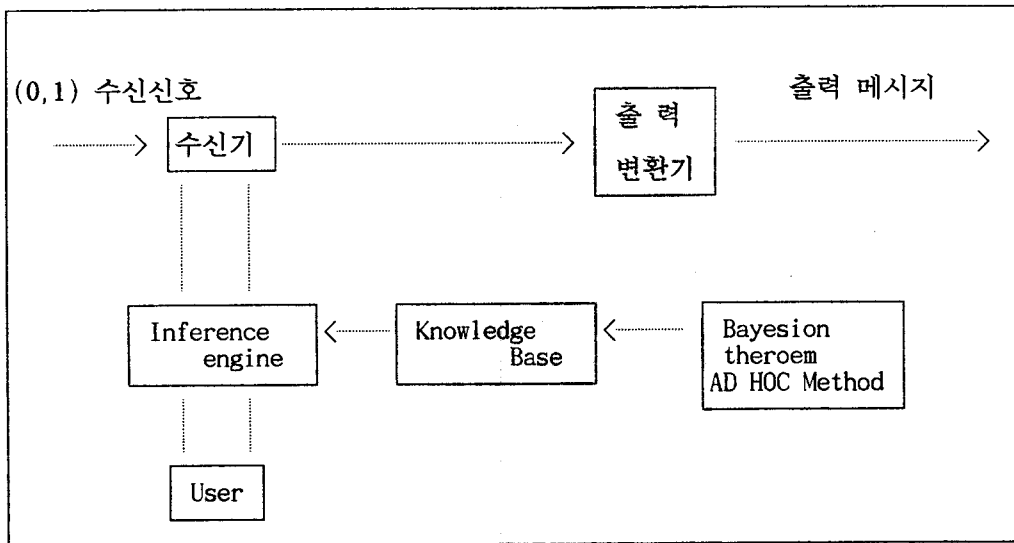 (0,1) 수신신호
수신기
출 력
변환기
출력 메시지
Inference
engine
Knowledge
Base
Bayesion
theroem
AD HOC Method
User